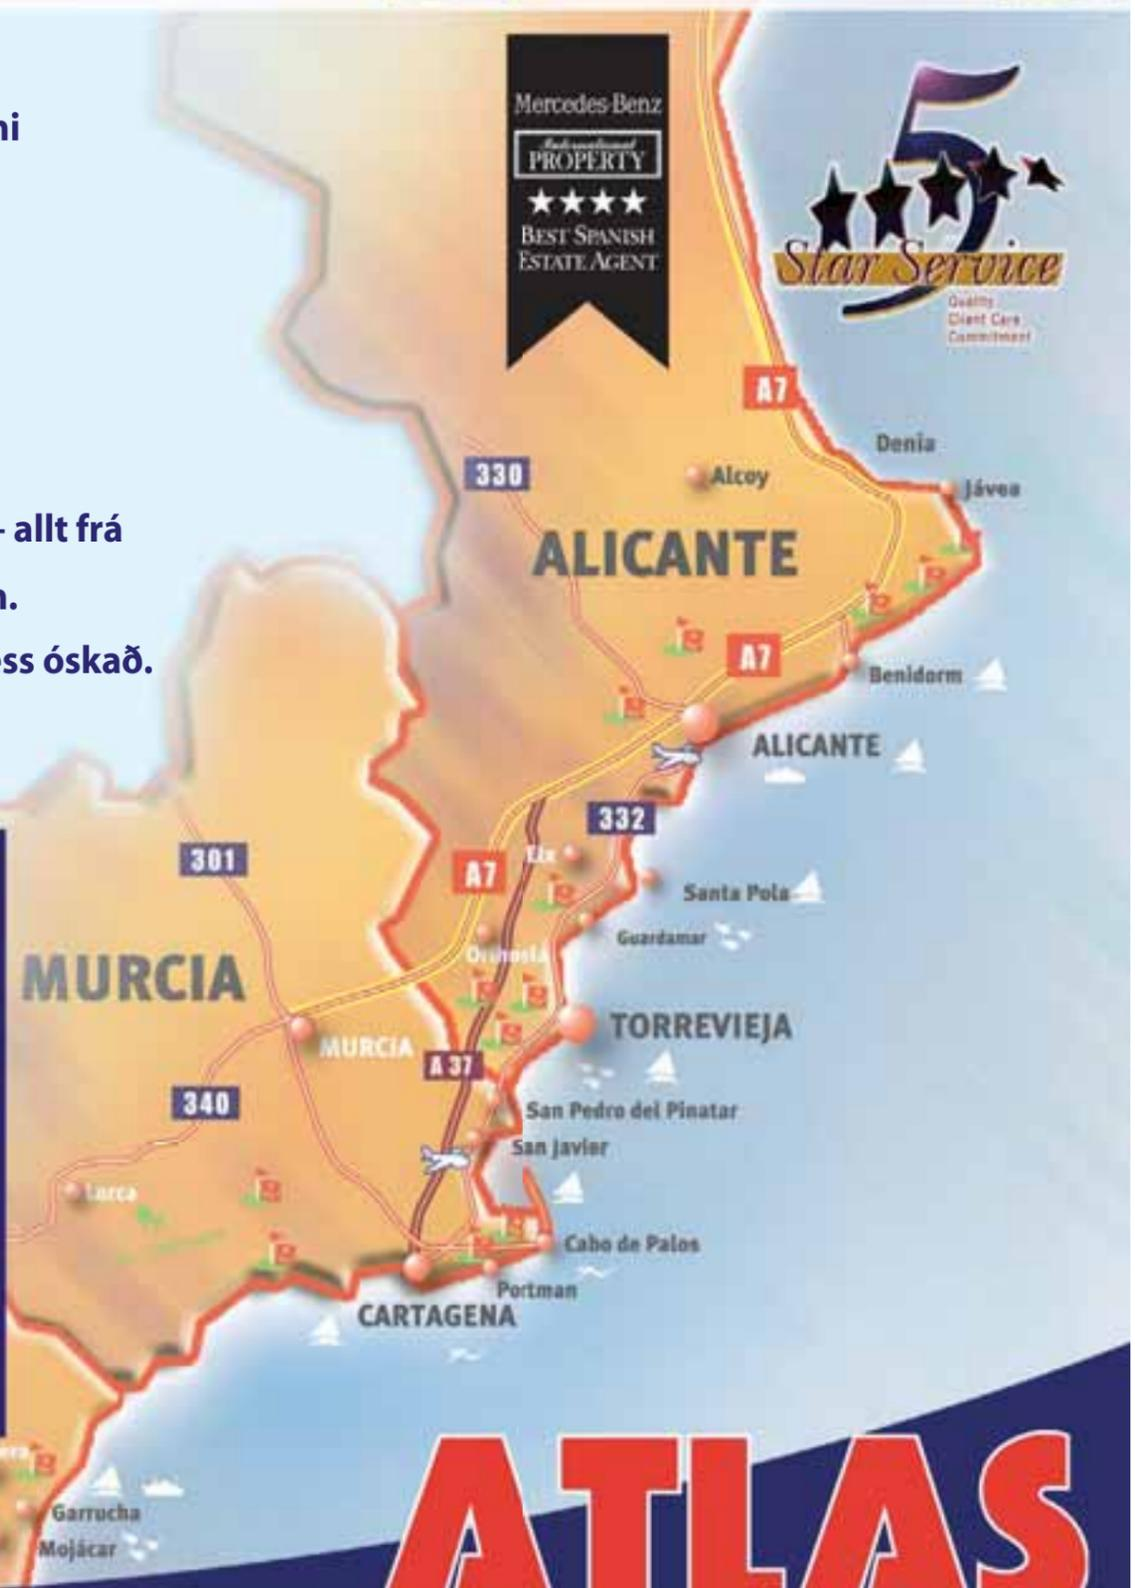 ni
- allt frá
n.
ess óskað.
Mercedes-Benz
International
PROPERTY
BEST SPANISH
ESTATE AGENT
5
Star Service
Quality
Client Care
Commitment
A7
Denia
Jávea
330
Alcoy
ALICANTE
A7
Benidorm
ALICANTE
332
301
Elx
A7
Santa Pola
Guardamar
MURCIA
TORREVIEJA
MURCIA
A 37
340
San Pedro del Pinatar
San Javier
Lorca
Cabo de Palos
Portman
CARTAGENA
era
Garrucha
Mojácar
ATLAS